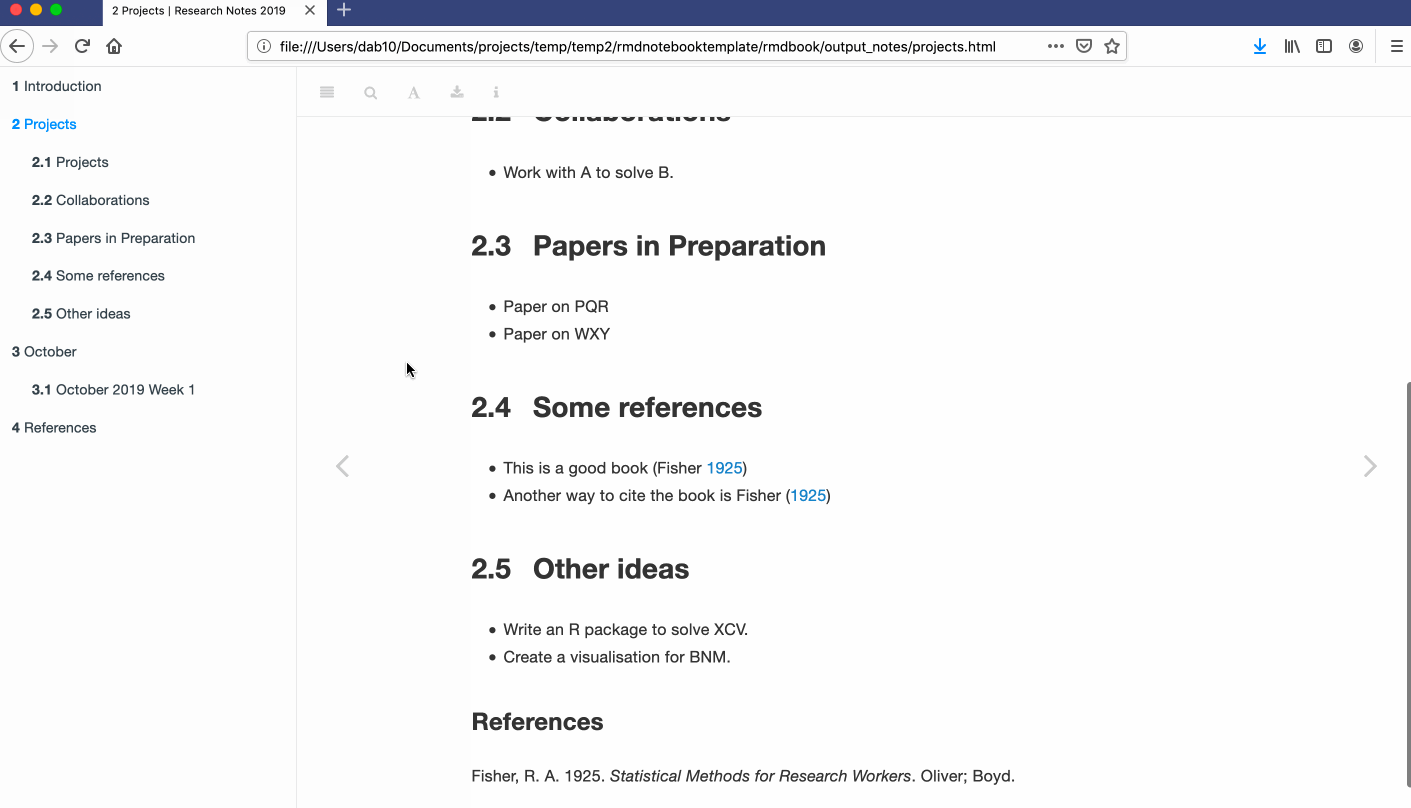 2 Projects | Research Notes 2019
file:///Users/dab10/Documents/projects/temp/temp2/rmdnotebooktemplate/rmdbook/output_notes/projects.html
1 Introduction
2 Projects
2.1 Projects
2.2 Collaborations
2.3 Papers in Preparation
2.4 Some references
2.5 Other ideas
3 October
3.1 October 2019 Week 1
4 References
A
i
2.2 Collaborations
• Work with A to solve B.
2.3 Papers in Preparation
• Paper on PQR
• Paper on WXY
2.4 Some references
• This is a good book (Fisher 1925)
• Another way to cite the book is Fisher (1925)
2.5 Other ideas
• Write an R package to solve XCV.
• Create a visualisation for BNM.
References
Fisher, R. A. 1925. Statistical Methods for Research Workers. Oliver; Boyd.